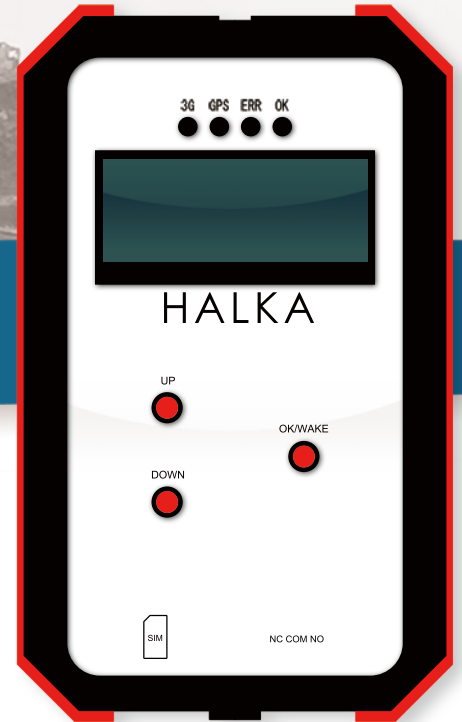 3G GPS ERR OK
HALKA
UP
OK/WAKE
DOWN
SIM
NC COM NO